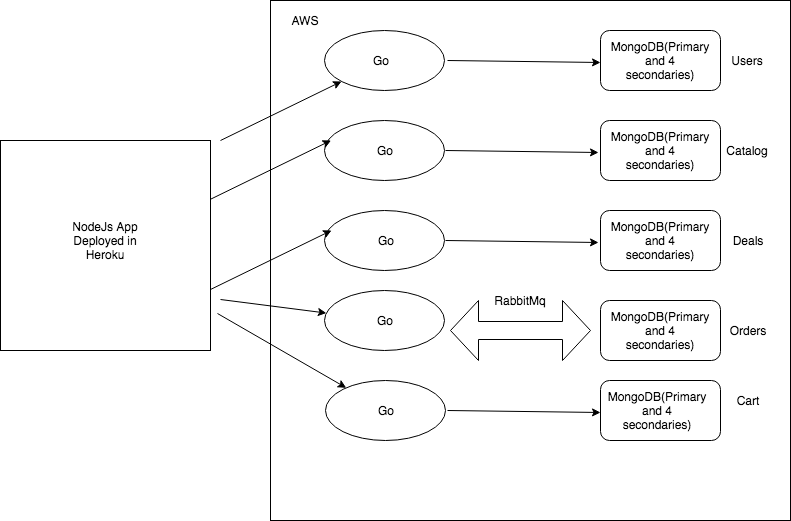 AWS
Go
MongoDB(Primary
and 4
secondaries)
Users
Go
MongoDB(Primary
and 4
secondaries)
Catalog
NodeJs App
Deployed in
Heroku
Go
MongoDB(Primary
and 4
secondaries)
Deals
Go
RabbitMq
MongoDB(Primary
and 4
secondaries)
Orders
Go
MongoDB(Primary
and 4
secondaries)
Cart